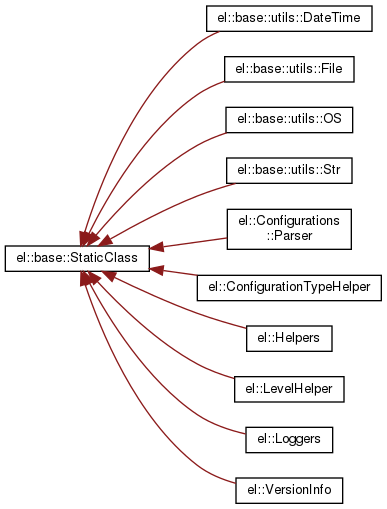 el::base::utils::DateTime
el::base::utils::File
el::base::utils::OS
el::base::utils::Str
el::Configurations
::Parser
el::base::StaticClass
el::ConfigurationTypeHelper
el::Helpers
el::LevelHelper
el::Loggers
el::VersionInfo